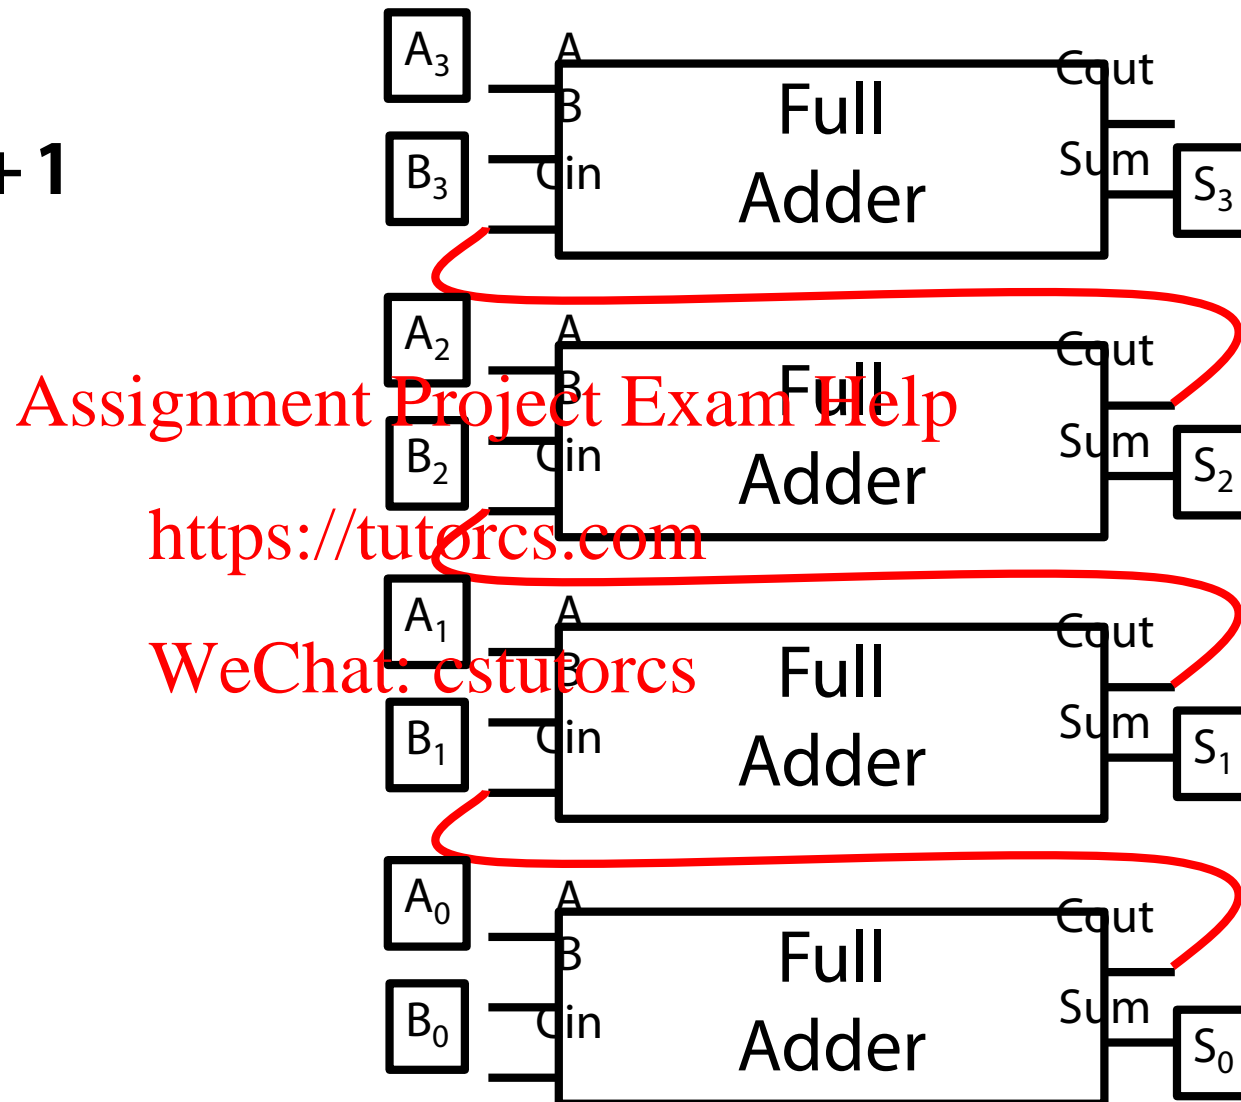 A3
A
Cout
B
Full
+ 1
B3
Cin
Sum
S3
Adder
A2
A
Cout
B
Full
Assignment Project Exam Help
B2
Cin
Sum
S2
Adder
https://tutorcs.com
A1
A
Cout
B
Full
WeChat: cstutorcs
B1
Cin
Sum
S1
Adder
A0
A
Cout
B
Full
B0
Cin
Sum
S0
Adder